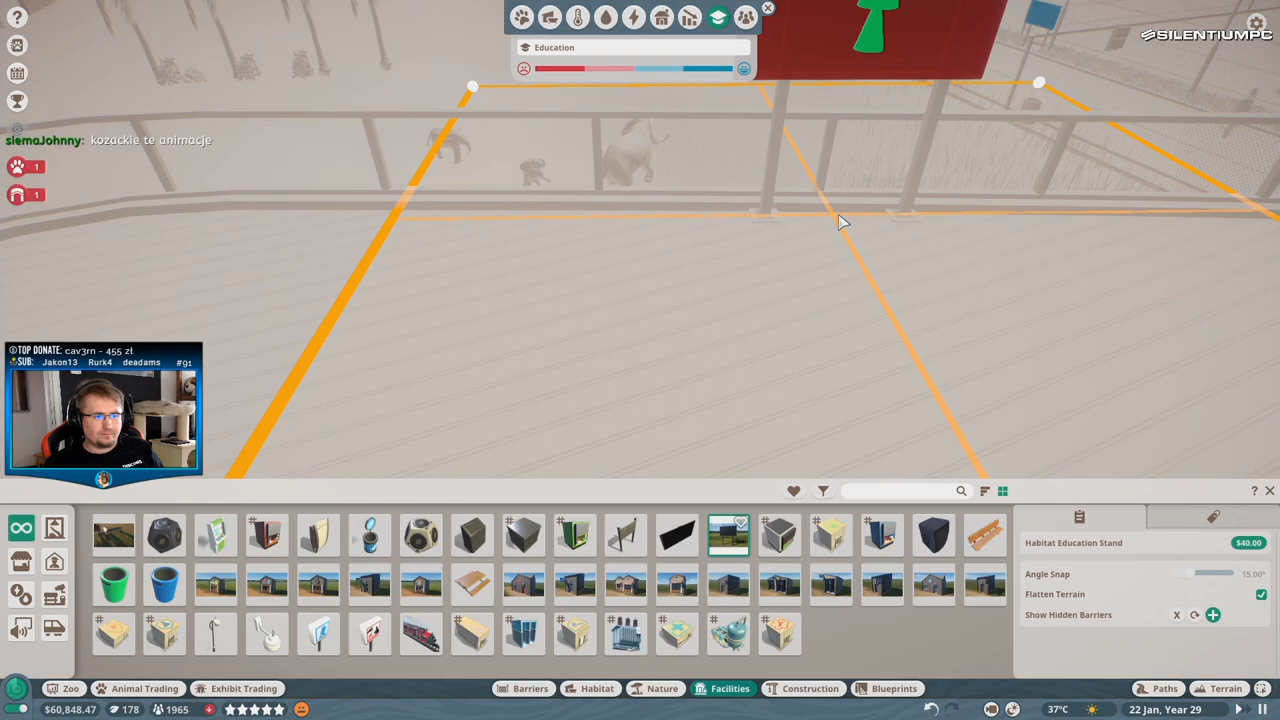 SILENTIUMPC
Education
siemaJohnny: kozackie te animacje
1
1
TOP DONATE: cav3rn - 455 zł
SUB: Jakon13 Rurk4 deadams #91
Habitat Education Stand $40.00
Angle Snap 15.00°
Flatten Terrain
Show Hidden Barriers X
Zoo Animal Trading Exhibit Trading Barriers Habitat Nature Facilities Construction Blueprints Paths Terrain
$60,848.47 178 1965 37°C 22 Jan, Year 29